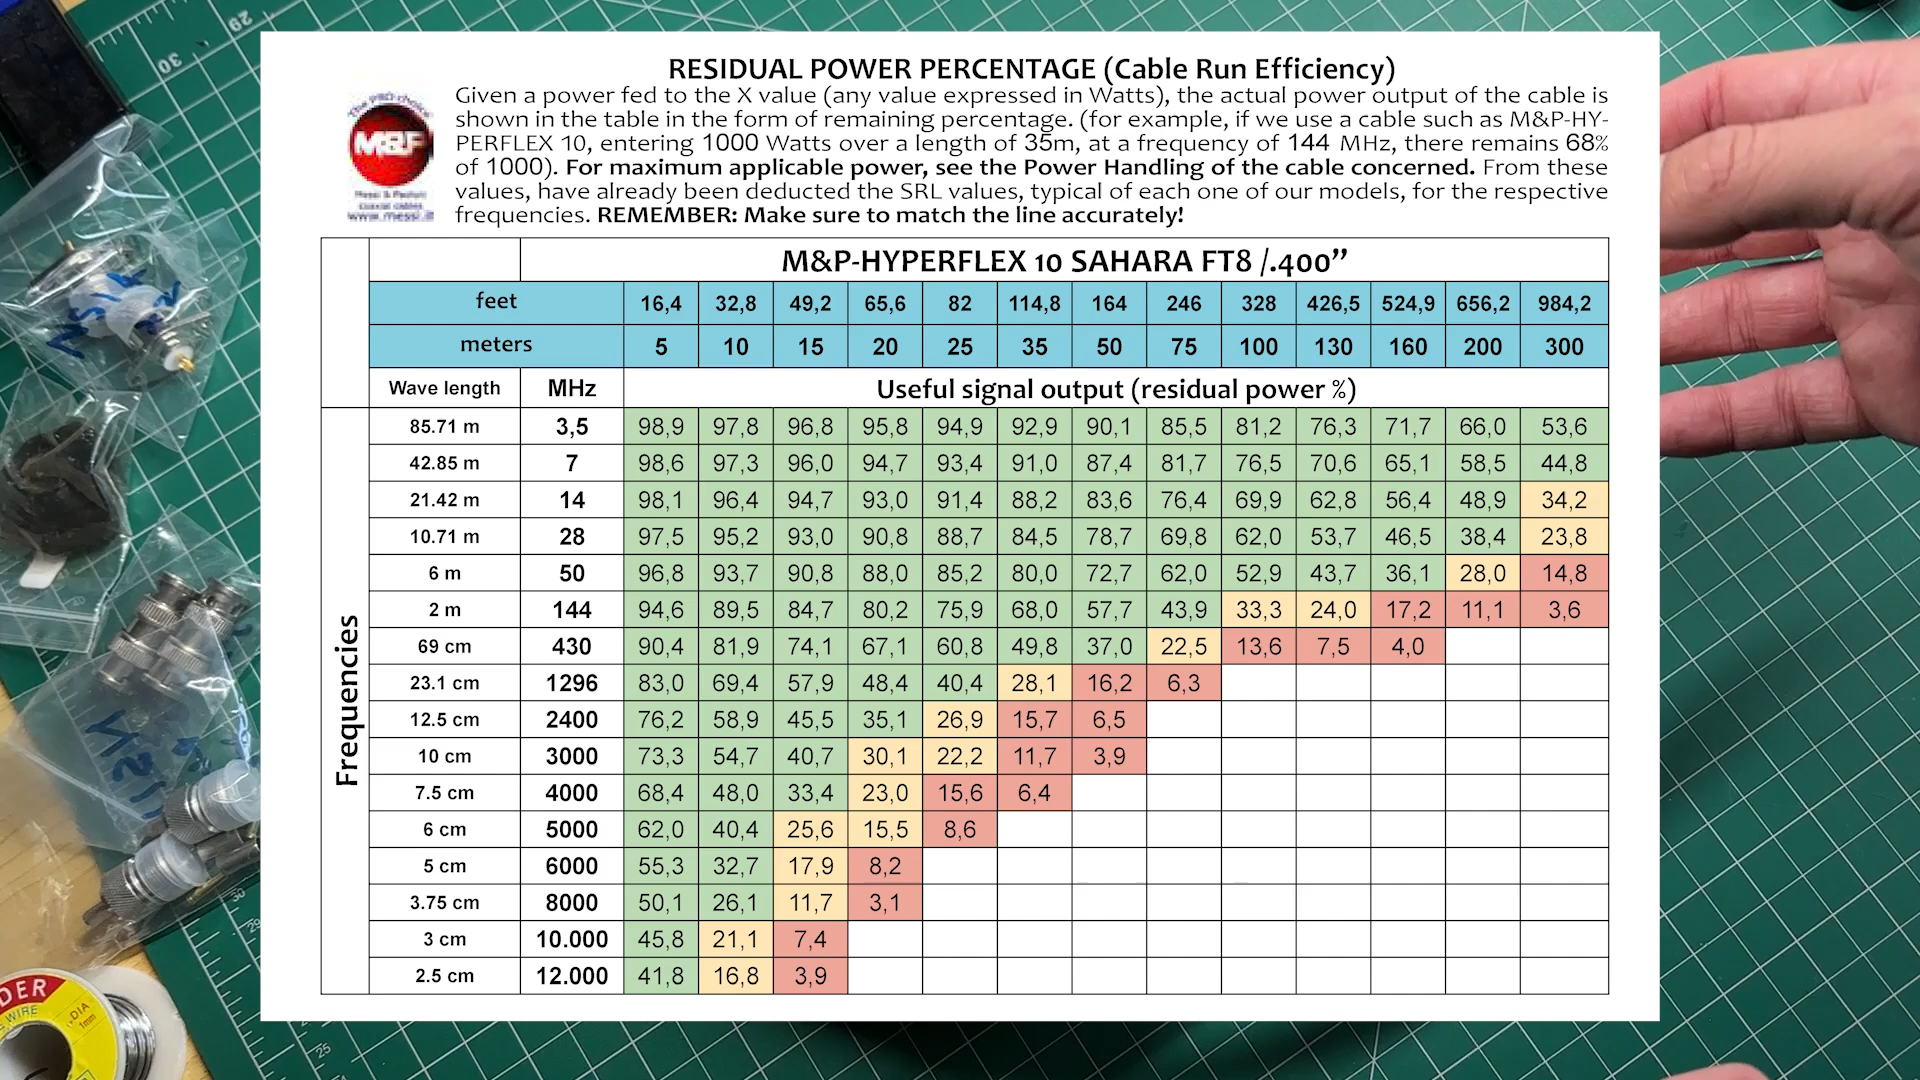 RESIDUAL POWER PERCENTAGE (Cable Run Efficiency)
Given a power fed to the X value (any value expressed in Watts), the actual power output of the cable is
shown in the table in the form of remaining percentage. (for example, if we use a cable such as M&P-HY-
PERFLEX 10, entering 1000 Watts over a length of 35m, at a frequency of 144 MHz, there remains 68%
of 1000). For maximum applicable power, see the Power Handling of the cable concerned. From these
values, have already been deducted the SRL values, typical of each one of our models, for the respective
frequencies. REMEMBER: Make sure to match the line accurately!
The PRO choice
M&P
Messi & Paoloni
coaxial cables
www.messi.it
M&P-HYPERFLEX 10 SAHARA FT8 /.400”
feet 16,4 32,8 49,2 65,6 82 114,8 164 246 328 426,5 524,9 656,2 984,2
meters 5 10 15 20 25 35 50 75 100 130 160 200 300
Wave length MHz Useful signal output (residual power %)
Frequencies
85.71 m 3,5 98,9 97,8 96,8 95,8 94,9 92,9 90,1 85,5 81,2 76,3 71,7 66,0 53,6
42.85 m 7 98,6 97,3 96,0 94,7 93,4 91,0 87,4 81,7 76,5 70,6 65,1 58,5 44,8
21.42 m 14 98,1 96,4 94,7 93,0 91,4 88,2 83,6 76,4 69,9 62,8 56,4 48,9 34,2
10.71 m 28 97,5 95,2 93,0 90,8 88,7 84,5 78,7 69,8 62,0 53,7 46,5 38,4 23,8
6 m 50 96,8 93,7 90,8 88,0 85,2 80,0 72,7 62,0 52,9 43,7 36,1 28,0 14,8
2 m 144 94,6 89,5 84,7 80,2 75,9 68,0 57,7 43,9 33,3 24,0 17,2 11,1 3,6
69 cm 430 90,4 81,9 74,1 67,1 60,8 49,8 37,0 22,5 13,6 7,5 4,0
23.1 cm 1296 83,0 69,4 57,9 48,4 40,4 28,1 16,2 6,3
12.5 cm 2400 76,2 58,9 45,5 35,1 26,9 15,7 6,5
10 cm 3000 73,3 54,7 40,7 30,1 22,2 11,7 3,9
7.5 cm 4000 68,4 48,0 33,4 23,0 15,6 6,4
6 cm 5000 62,0 40,4 25,6 15,5 8,6
5 cm 6000 55,3 32,7 17,9 8,2
3.75 cm 8000 50,1 26,1 11,7 3,1
3 cm 10.000 45,8 21,1 7,4
2.5 cm 12.000 41,8 16,8 3,9
29
30
DER
WIRE
DIA
1mm
30
25